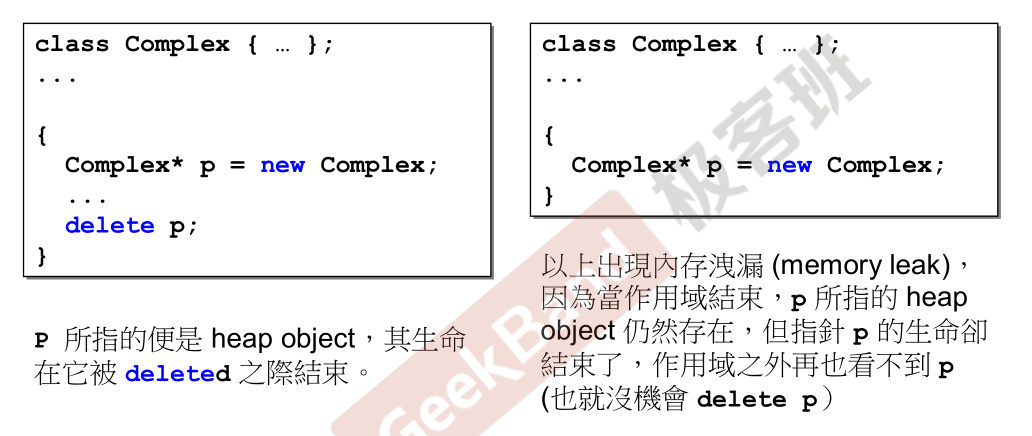 class Complex { … };
...
{
Complex* p = new Complex;
...
delete p;
}
P 所指的便是 heap object，其生命
在它被 deleted 之際結束。
class Complex { … };
...
{
Complex* p = new Complex;
}
以上出現內存洩漏 (memory leak)，
因為當作用域結束，p 所指的 heap
object 仍然存在，但指針 p 的生命卻
結束了，作用域之外再也看不到 p
(也就沒機會 delete p）
GeekBand 极客班